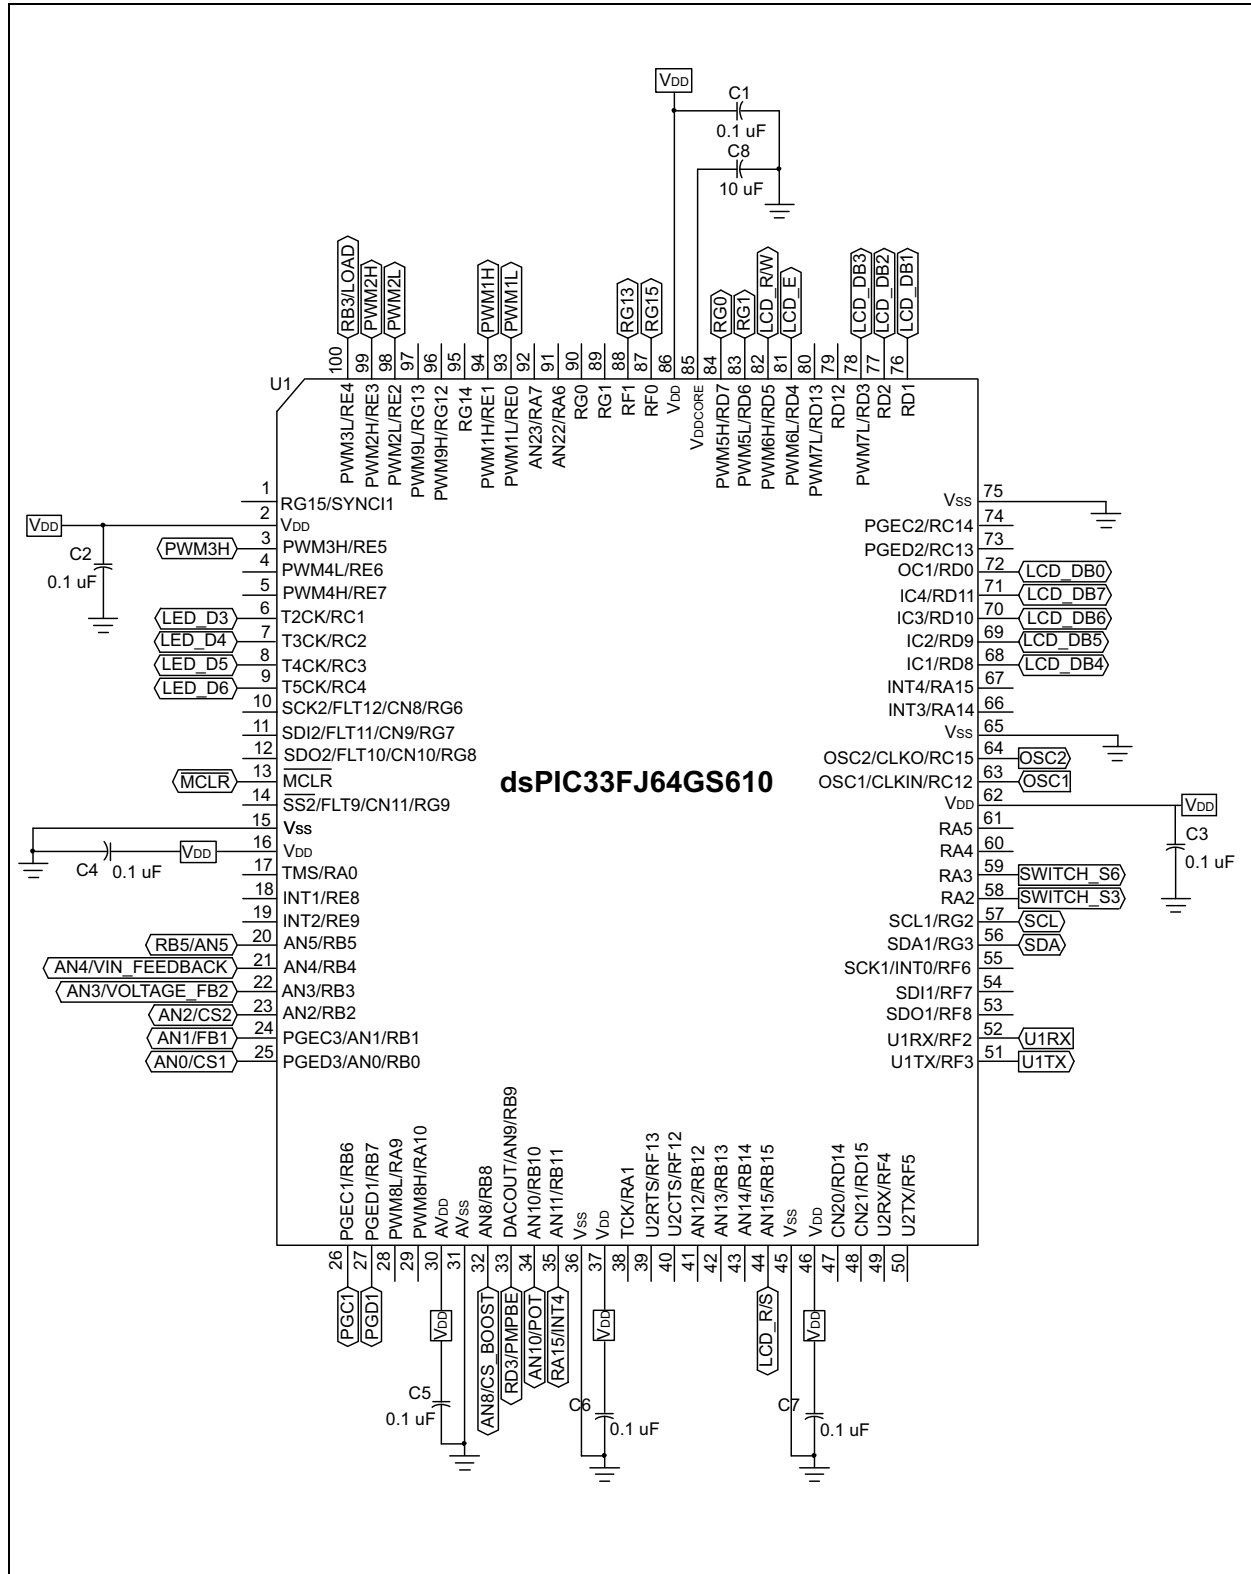 VDD
C1
0.1 uF
C8
10 uF
RB3/LOAD
PWM2H
PWM2L
PWM1H
PWM1L
RG13
RG15
RG0
RG1
LCD_R/W
LCD_E
LCD_DB3
LCD_DB2
LCD_DB1
100
99
98
97
96
95
94
93
92
91
90
89
88
87
86
85
84
83
82
81
80
79
78
77
76
U1
PWM3L/RE4
PWM2H/RE3
PWM2L/RE2
PWM9L/RG13
PWM9H/RG12
RG14
PWM1H/RE1
PWM1L/RE0
AN23/RA7
AN22/RA6
RG0
RG1
RF1
RF0
VDD
VDDCORE
PWM5H/RD7
PWM5L/RD6
PWM6H/RD5
PWM6L/RD4
PWM7L/RD13
RD12
PWM7L/RD3
RD2
RD1
1 RG15/SYNCI1
VDD 2 VDD
C2
0.1 uF
PWM3H 3 PWM3H/RE5
4 PWM4L/RE6
5 PWM4H/RE7
LED_D3 6 T2CK/RC1
LED_D4 7 T3CK/RC2
LED_D5 8 T4CK/RC3
LED_D6 9 T5CK/RC4
10 SCK2/FLT12/CN8/RG6
11 SDI2/FLT11/CN9/RG7
12 SDO2/FLT10/CN10/RG8
MCLR 13 MCLR
14 SS2/FLT9/CN11/RG9
15 VSS
C4 0.1 uF VDD 16 VDD
17 TMS/RA0
18 INT1/RE8
19 INT2/RE9
RB5/AN5 20 AN5/RB5
AN4/VIN_FEEDBACK 21 AN4/RB4
AN3/VOLTAGE_FB2 22 AN3/RB3
AN2/CS2 23 AN2/RB2
AN1/FB1 24 PGEC3/AN1/RB1
AN0/CS1 25 PGED3/AN0/RB0
dsPIC33FJ64GS610
VSS 75
PGEC2/RC14 74
PGED2/RC13 73
OC1/RD0 72 LCD_DB0
IC4/RD11 71 LCD_DB7
IC3/RD10 70 LCD_DB6
IC2/RD9 69 LCD_DB5
IC1/RD8 68 LCD_DB4
INT4/RA15 67
INT3/RA14 66
VSS 65
OSC2/CLKO/RC15 64 OSC2
OSC1/CLKIN/RC12 63 OSC1
VDD 62 VDD
C3
0.1 uF
RA5 61
RA4 60
RA3 59 SWITCH_S6
RA2 58 SWITCH_S3
SCL1/RG2 57 SCL
SDA1/RG3 56 SDA
SCK1/INT0/RF6 55
SDI1/RF7 54
SDO1/RF8 53
U1RX/RF2 52 U1RX
U1TX/RF3 51 U1TX
PGEC1/RB6
PGED1/RB7
PWM8L/RA9
PWM8H/RA10
AVDD
AVSS
AN8/RB8
DACOUT/AN9/RB9
AN10/RB10
AN11/RB11
VSS
VDD
TCK/RA1
U2RTS/RF13
U2CTS/RF12
AN12/RB12
AN13/RB13
AN14/RB14
AN15/RB15
VSS
VDD
CN20/RD14
CN21/RD15
U2RX/RF4
U2TX/RF5
26
27
28
29
30
31
32
33
34
35
36
37
38
39
40
41
42
43
44
45
46
47
48
49
50
PGC1
PGD1
VDD
AN8/CS_BOOST
RD3/PMPBE
AN10/POT
RA15/INT4
VDD
LCD_R/S
VDD
C5
0.1 uF
C6
0.1 uF
C7
0.1 uF